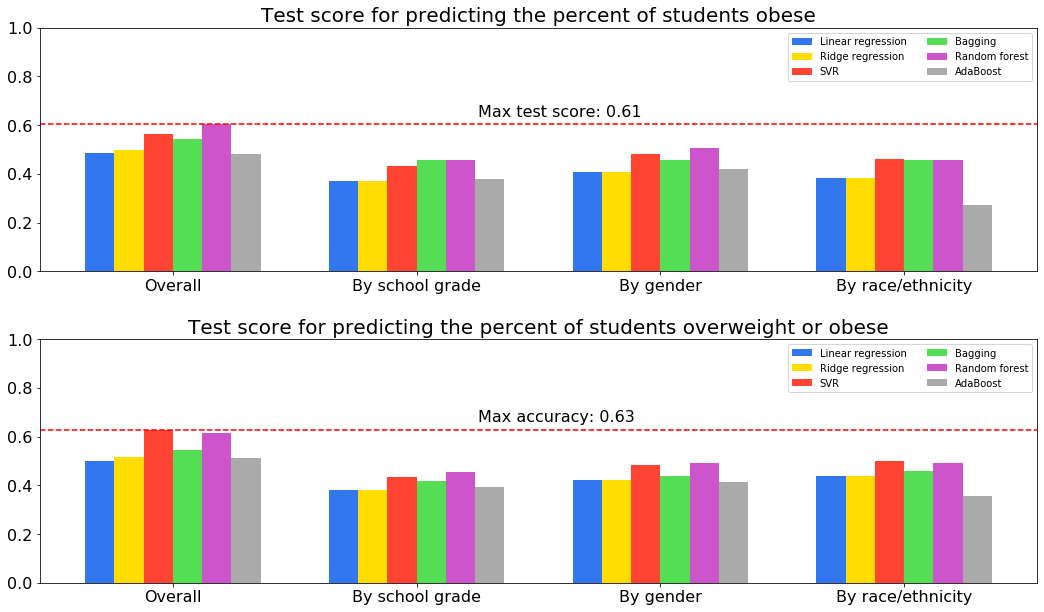 Test score for predicting the percent of students obese
1.0
0.8
0.6
0.4
0.2
0.0
Linear regression
Ridge regression
SVR
Bagging
Random forest
AdaBoost
Max test score: 0.61
Overall
By school grade
By gender
By race/ethnicity
Test score for predicting the percent of students overweight or obese
1.0
0.8
0.6
0.4
0.2
0.0
Linear regression
Ridge regression
SVR
Bagging
Random forest
AdaBoost
Max accuracy: 0.63
Overall
By school grade
By gender
By race/ethnicity